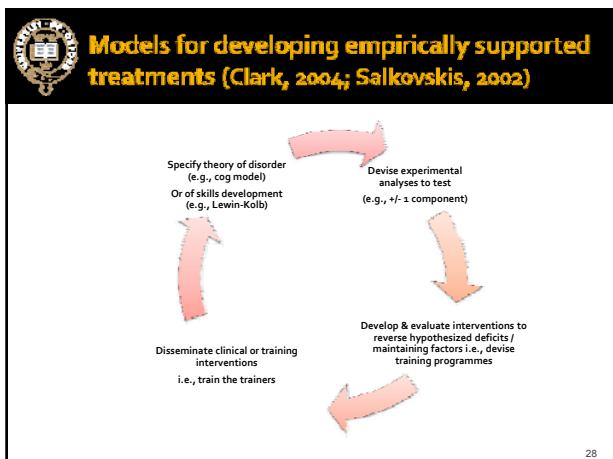 Models for developing empirically supported
treatments (Clark, 2004; Salkovskis, 2002)
Specify theory of disorder
(e.g., cog model)
Or of skills development
(e.g., Lewin-Kolb)
Devise experimental
analyses to test
(e.g., +/- 1 component)
Develop & evaluate interventions to
reverse hypothesized deficits /
maintaining factors i.e., devise
training programmes
Disseminate clinical or training
interventions
i.e., train the trainers
28